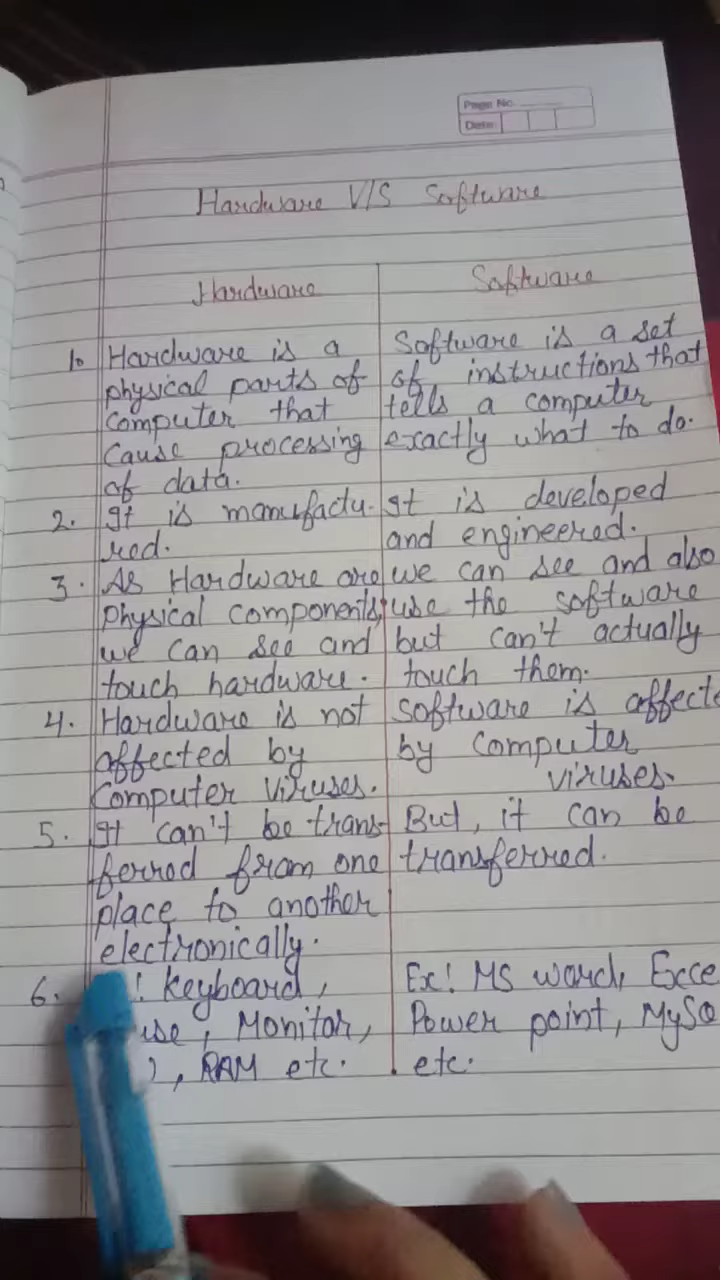 Page No.
Date:
Hardware V/S Software
Hardware
Software
1. Hardware is a
physical parts of
computer that
cause processing
of data.
Software is a set
of instructions that
tells a computer
exactly what to do.
2. It is manufactu-
red.
It is developed
and engineered.
3. As Hardware are
physical components,
we can see and
touch hardware.
we can see and also
use the software
but can't actually
touch them.
4. Hardware is not
affected by
computer viruses.
Software is affect
by computer
viruses.
5. It can't be trans-
ferred from one
place to another
electronically.
But, it can be
transferred.
6. keyboard,
, Monitor,
, RAM etc.
Ex! MS word, Exce
Power point, MySQ
etc.